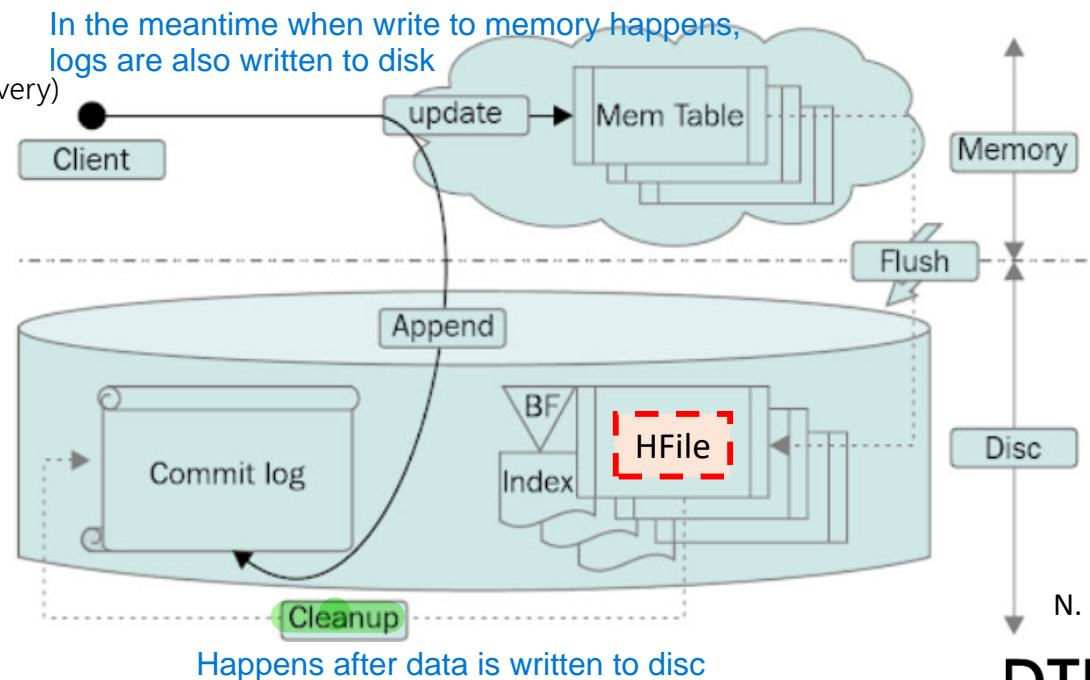 In the meantime when write to memory happens,
logs are also written to disk
very)
update
Mem Table
Client
Memory
Flush
Append
BF
HFile
Disc
Commit log
Index
Cleanup
N.
Happens after data is written to disc